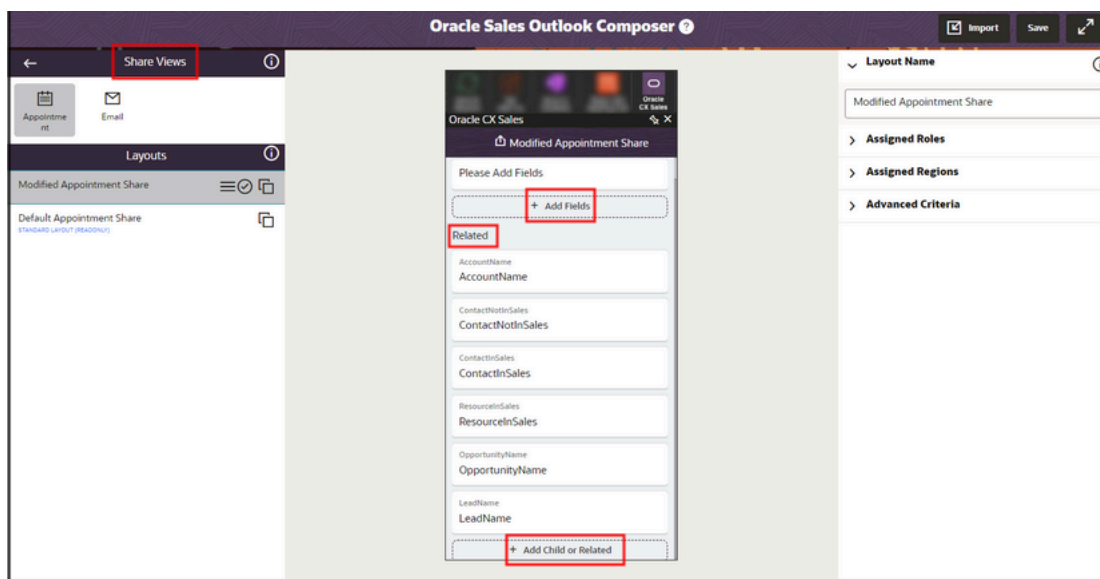 Oracle Sales Outlook Composer
Import
Save
Share Views
Appointme
nt
Email
Layouts
Modified Appointment Share
Default Appointment Share
STANDARD LAYOUT (READONLY)
Oracle
CX Sales
Oracle CX Sales
Modified Appointment Share
Please Add Fields
+ Add Fields
Related
AccountName
AccountName
ContactNotInSales
ContactNotInSales
ContactInSales
ContactInSales
ResourceInSales
ResourceInSales
OpportunityName
OpportunityName
LeadName
LeadName
+ Add Child or Related
Layout Name
Modified Appointment Share
Assigned Roles
Assigned Regions
Advanced Criteria